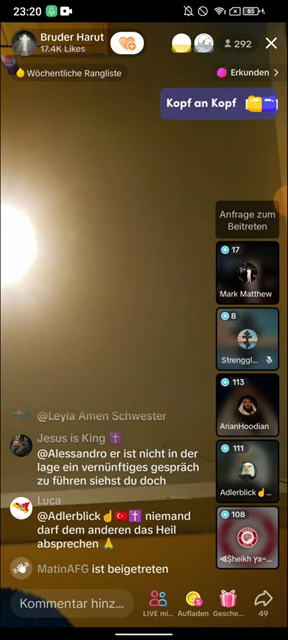 23:20
65
Bruder Harut
17.4K Likes
292
Wöchentliche Rangliste
Erkunden >
Kopf an Kopf
Anfrage zum
Beitreten
17
Mark Matthew
8
Strenggl...
113
ArianHoodian
111
Adlerblick
108
@Leyla Amen Schwester
Jesus is King
@Alessandro er ist nicht in der
lage ein vernünftiges gespräch
zu führen siehst du doch
Luca
@Adlerblick niemand
darf dem anderen das Heil
absprechen
MatinAFG ist beigetreten
Kommentar hinz...
LIVE mi...
Aufladen
Gesche...
49